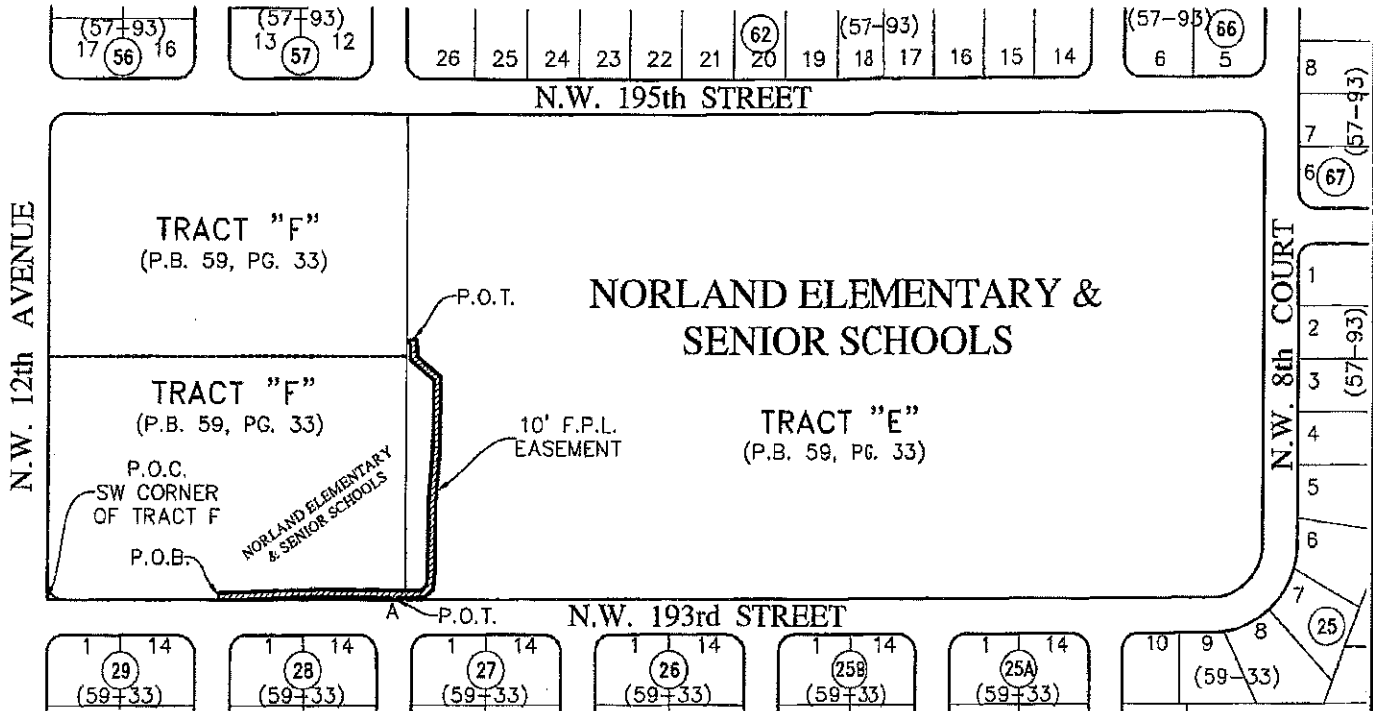 (57-93)
17 56 16
(57-93)
13 57 12
62
(57-93)
26 25 24 23 22 21 20 19 18 17 16 15 14
(57-93) 66
6 5
N.W. 195th STREET
8
7
6 67
(57-93)
N.W. 12th AVENUE
TRACT "F"
(P.B. 59, PG. 33)
P.O.T.
NORLAND ELEMENTARY &
SENIOR SCHOOLS
N.W. 8th COURT
1
2
3
4
5
6
7
8
9
10
25
(57-93)
(59-33)
TRACT "F"
(P.B. 59, PG. 33)
10' F.P.L.
EASEMENT
TRACT "E"
(P.B. 59, PG. 33)
P.O.C.
SW CORNER
OF TRACT F
NORLAND ELEMENTARY
& SENIOR SCHOOLS
P.O.B.
A
P.O.T.
N.W. 193rd STREET
1 14
29
(59-33)
1 14
28
(59-33)
1 14
27
(59-33)
1 14
26
(59-33)
1 14
25B
(59-33)
1 14
25A
(59-33)